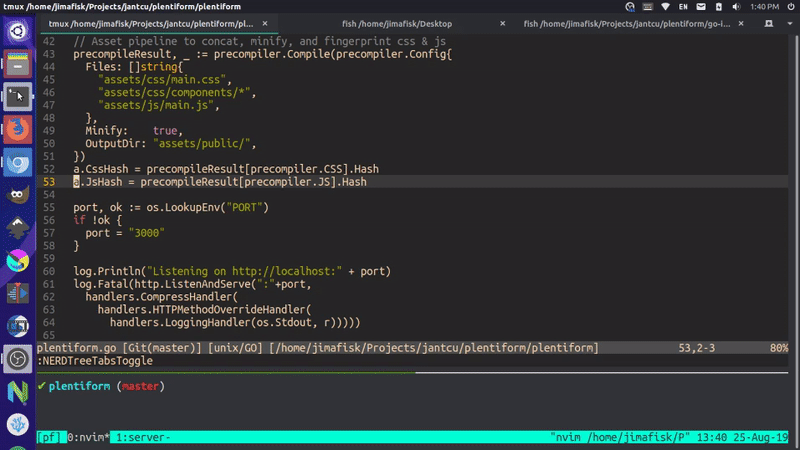 tmux /home/jimafisk/Projects/jantcu/plentiform/plentiform
EN
1:40 PM
tmux /home/jimafisk/Projects/jantcu/plentiform/pl... ×
fish /home/jimafisk/Desktop ×
fish /home/jimafisk/Projects/jantcu/plentiform/go-i... ×
42 // Asset pipeline to concat, minify, and fingerprint css & js
43 precompileResult, _ := precompiler.Compile(precompiler.Config{
44 Files: []string{
45 "assets/css/main.css",
46 "assets/css/components/*",
47 "assets/js/main.js",
48 },
49 Minify: true,
50 OutputDir: "assets/public/",
51 })
52 a.CssHash = precompileResult[precompiler.CSS].Hash
53 a.JsHash = precompileResult[precompiler.JS].Hash
54
55 port, ok := os.LookupEnv("PORT")
56 if !ok {
57 port = "3000"
58 }
59
60 log.Println("Listening on http://localhost:" + port)
61 log.Fatal(http.ListenAndServe(":"+port,
62 handlers.CompressHandler(
63 handlers.HTTPMethodOverrideHandler(
64 handlers.LoggingHandler(os.Stdout, r)))))
65
plentiform.go [Git(master)] [unix/GO] [/home/jimafisk/Projects/jantcu/plentiform/plentiform] 53,2-3 80%
:NERDTreeTabsToggle
✔ plentiform (master)
[pf] 0:nvim* 1:server- "nvim /home/jimafisk/P" 13:40 25-Aug-19